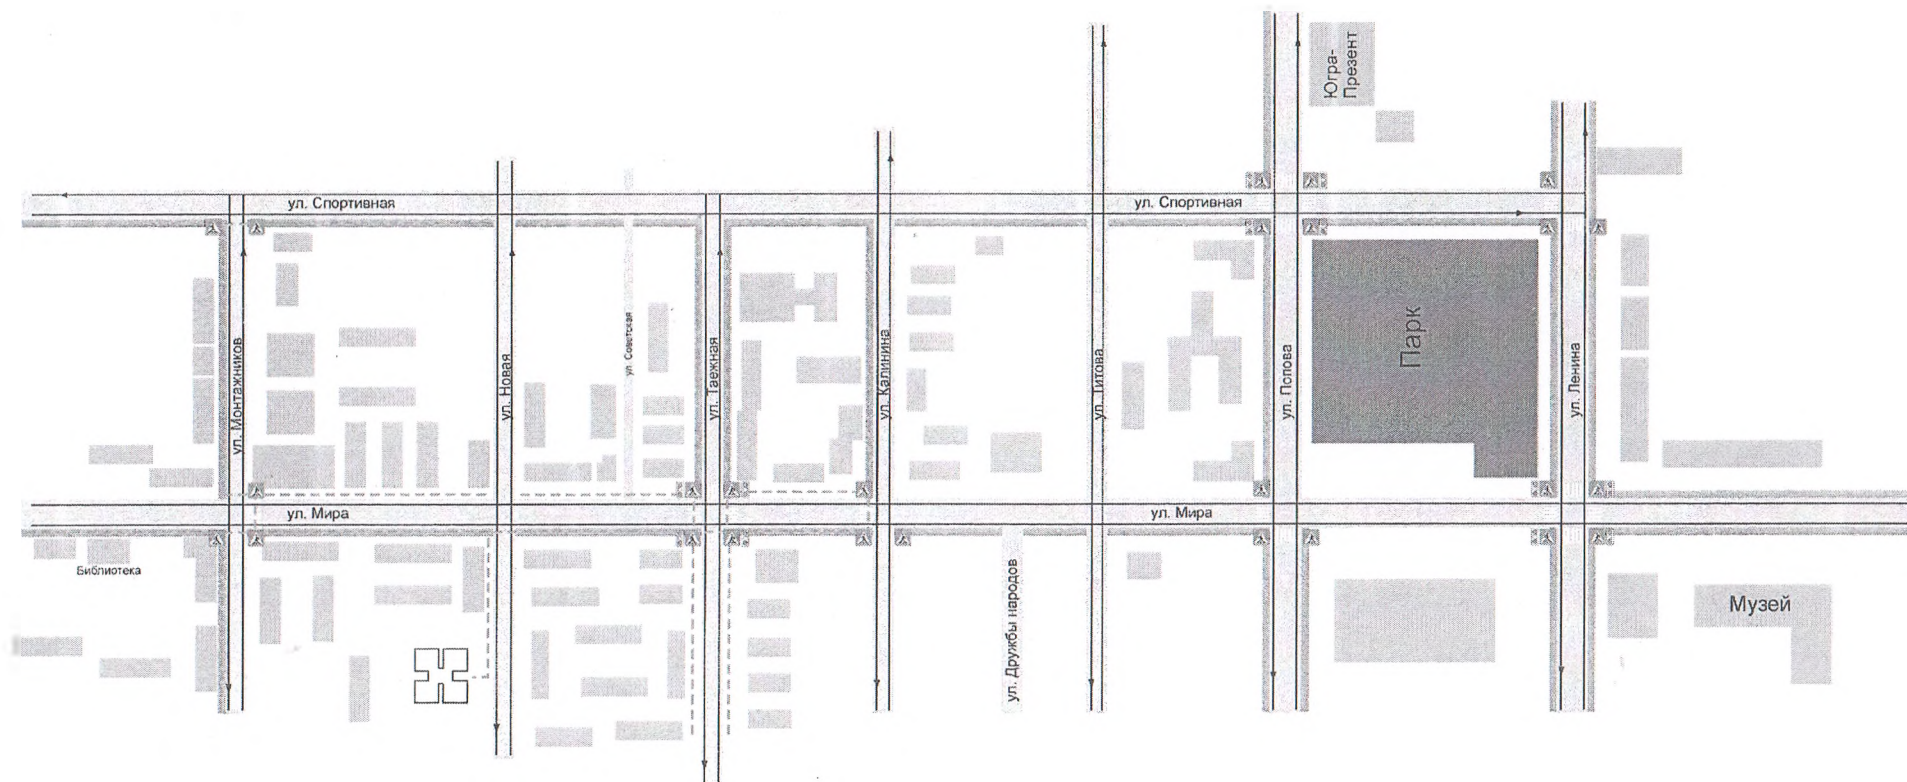 Югра-
Презент
ул. Спортивная
ул. Спортивная
ул. Монтажников
ул. Новая
ул. Советская
ул. Таежная
ул. Калинина
ул. Титова
ул. Попова
Парк
ул. Ленина
ул. Мира
ул. Мира
Библиотека
ул. Дружбы народов
Музей